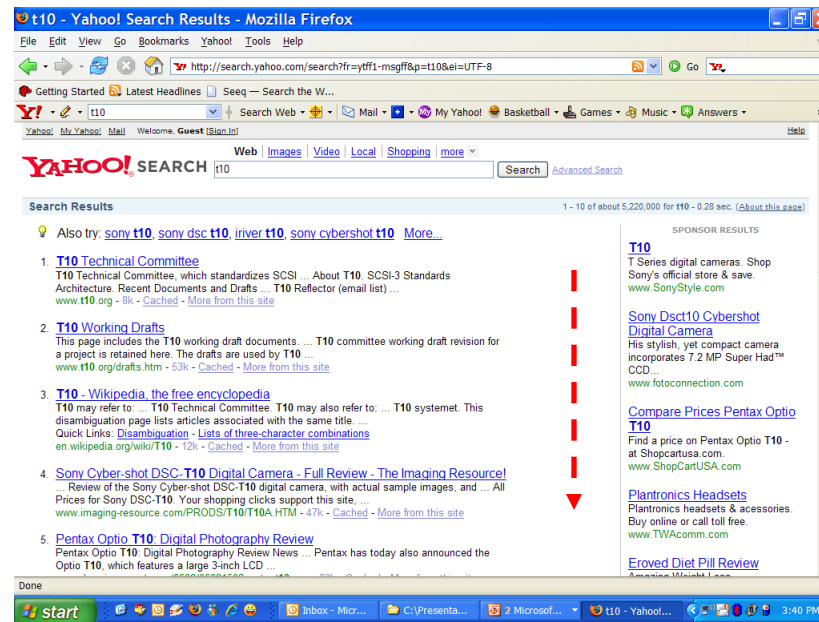 t10 - Yahoo! Search Results - Mozilla Firefox
File Edit View Go Bookmarks Yahoo! Tools Help
http://search.yahoo.com/search?fr=ytff1-msgff&p=t10&ei=UTF-8 Go
Getting Started Latest Headlines Seeq — Search the W...
Y! t10 Search Web Mail My Yahoo! Basketball Games Music Answers
Yahoo! My Yahoo! Mail Welcome, Guest [Sign In] Help
Web Images Video Local Shopping more
YAHOO! SEARCH t10 Search Advanced Search
Search Results 1 - 10 of about 5,220,000 for t10 - 0.28 sec. (About this page)
Also try: sony t10, sony dsc t10, iriver t10, sony cybershot t10 More...
1. T10 Technical Committee
T10 Technical Committee, which standardizes SCSI ... About T10. SCSI-3 Standards
Architecture. Recent Documents and Drafts ... T10 Reflector (email list) ...
www.t10.org - 8k - Cached - More from this site
2. T10 Working Drafts
This page includes the T10 working draft documents. ... T10 committee working draft revision for
a project is retained here. The drafts are used by T10 ...
www.t10.org/drafts.htm - 53k - Cached - More from this site
3. T10 - Wikipedia, the free encyclopedia
T10 may refer to: ... T10 Technical Committee. T10 may also refer to: ... T10 systemet. This
disambiguation page lists articles associated with the same title. ...
Quick Links: Disambiguation - Lists of three-character combinations
en.wikipedia.org/wiki/T10 - 12k - Cached - More from this site
4. Sony Cyber-shot DSC-T10 Digital Camera - Full Review - The Imaging Resource!
... Review of the Sony Cyber-shot DSC-T10 digital camera, with actual sample images, and ... All
Prices for Sony DSC-T10. Your shopping clicks support this site, ...
www.imaging-resource.com/PRODS/T10/T10A.HTM - 47k - Cached - More from this site
5. Pentax Optio T10: Digital Photography Review
Pentax Optio T10: Digital Photography Review News ... Pentax has today also announced the
Optio T10, which features a large 3-inch LCD ...
SPONSOR RESULTS
T10
T Series digital cameras. Shop
Sony's official store & save.
www.SonyStyle.com
Sony Dsct10 Cybershot
Digital Camera
His stylish, yet compact camera
incorporates 7.2 MP Super Had™
CCD...
www.fotoconnection.com
Compare Prices Pentax Optio
T10
Find a price on Pentax Optio T10 -
at Shopcartusa.com.
www.ShopCartUSA.com
Plantronics Headsets
Plantronics headsets & acessories.
Buy online or call toll free.
www.TWAcomm.com
Eroved Diet Pill Review
Done
start Inbox - Micr... C:\Presenta... 2 Microsof... t10 - Yahoo!... 3:40 PM